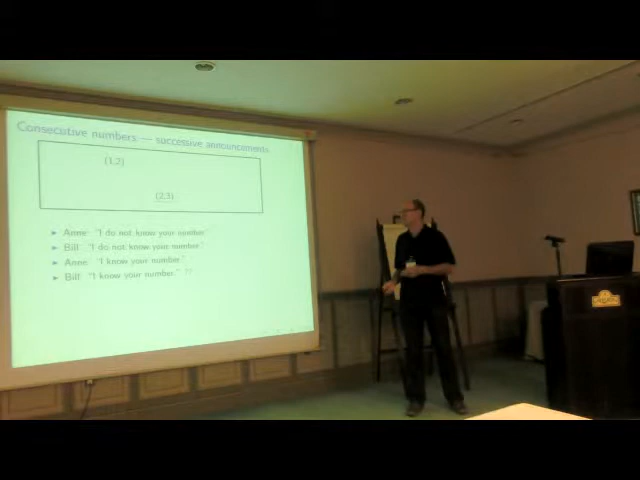 Consecutive numbers — successive announcements
(1,2)
(2,3)
Anne: "I do not know your number."
Bill: "I do not know your number."
Anne: "I know your number."
Bill: "I know your number." ??